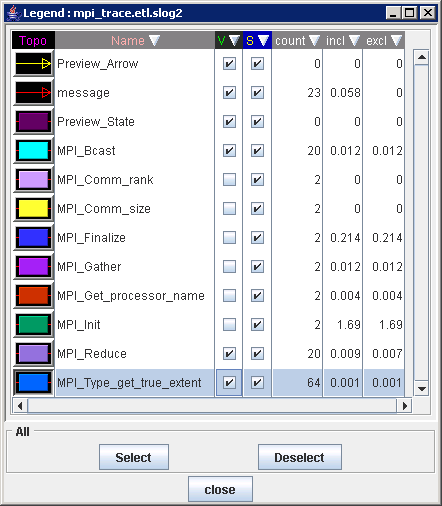 Legend : mpi_trace.etl.slog2
Topo Name V S count incl excl
Preview_Arrow 0 0 0
message 23 0.058 0
Preview_State 0 0 0
MPI_Bcast 20 0.012 0.012
MPI_Comm_rank 2 0 0
MPI_Comm_size 2 0 0
MPI_Finalize 2 0.214 0.214
MPI_Gather 2 0.012 0.012
MPI_Get_processor_name 2 0.004 0.004
MPI_Init 2 1.69 1.69
MPI_Reduce 20 0.009 0.007
MPI_Type_get_true_extent 64 0.001 0.001
All
Select Deselect
close